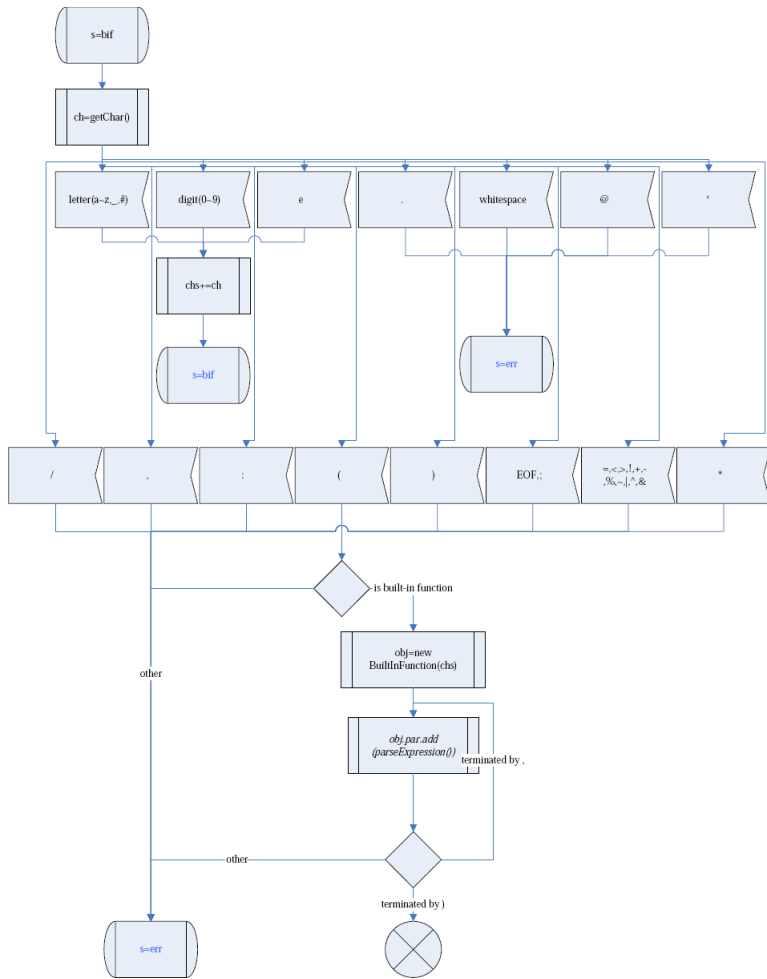 s=bif
ch=getChar()
letter(a~z,_,#)
digit(0~9)
e
.
whitespace
@
‘
chs+=ch
s=bif
s=err
/
,
:
(
)
EOF,;
=,<,>,!,+,-
,%,~,|,^,&
*
is built-in function
obj=new
BuiltInFunction(chs)
other
obj.par.add
(parseExpression())
terminated by ,
other
terminated by )
s=err